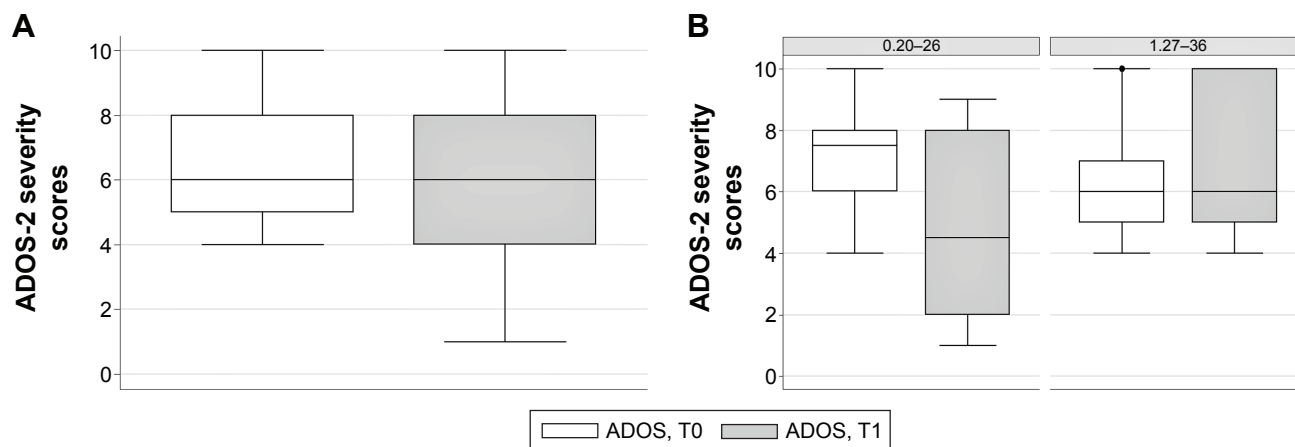 A
ADOS-2 severity
scores
10
8
6
4
2
0
B
ADOS-2 severity
scores
0.20–26
1.27–36
10
8
6
4
2
0
ADOS, T0
ADOS, T1